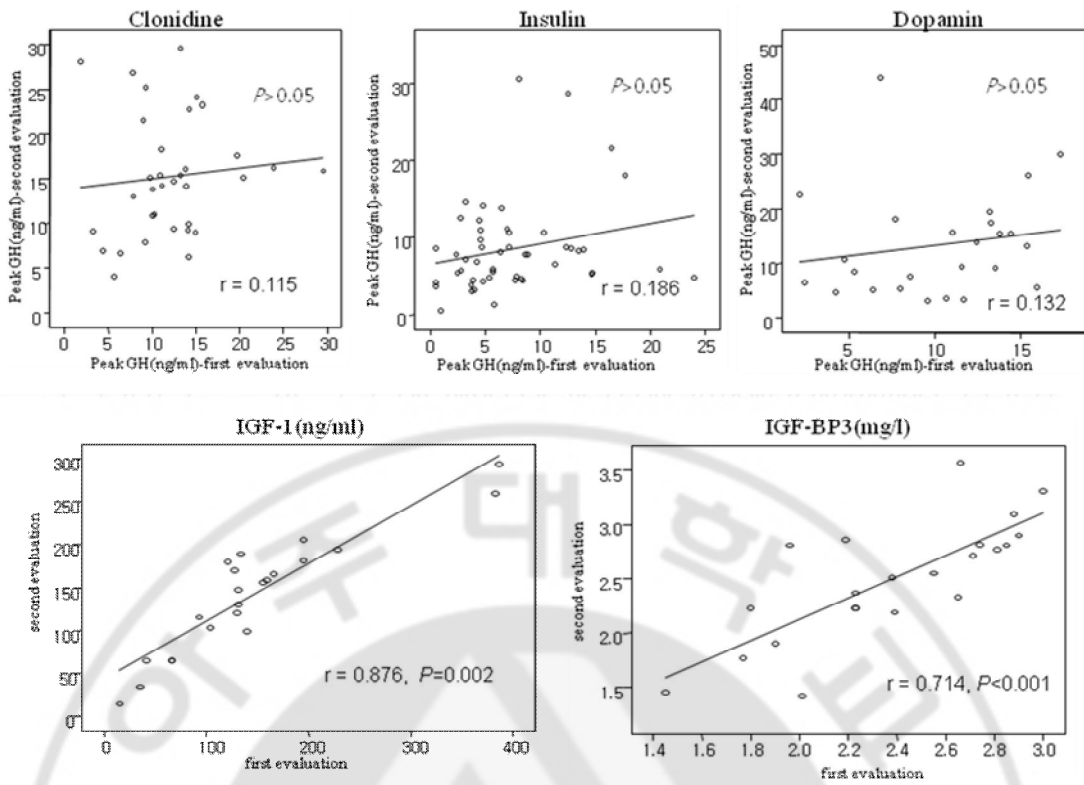 Clonidine
Peak GH(ng/ml)-second evaluation
30
25
20
15
10
5
0
P>0.05
r = 0.115
0 5 10 15 20 25 30
Peak GH(ng/ml)-first evaluation
Insulin
Peak GH(ng/ml)-second evaluation
30
20
10
0
P>0.05
r = 0.186
0 5 10 15 20 25
Peak GH(ng/ml)-first evaluation
Dopamin
Peak GH(ng/ml)-second evaluation
50
40
30
20
10
0
P>0.05
r = 0.132
5 10 15
Peak GH(ng/ml)-first evaluation
IGF-1(ng/ml)
second evaluation
300
250
200
150
100
50
0
r = 0.876, P=0.002
0 100 200 300 400
first evaluation
IGF-BP3(mg/l)
second evaluation
3.5
3.0
2.5
2.0
1.5
r = 0.714, P<0.001
1.4 1.6 1.8 2.0 2.2 2.4 2.6 2.8 3.0
first evaluation
아주대학교